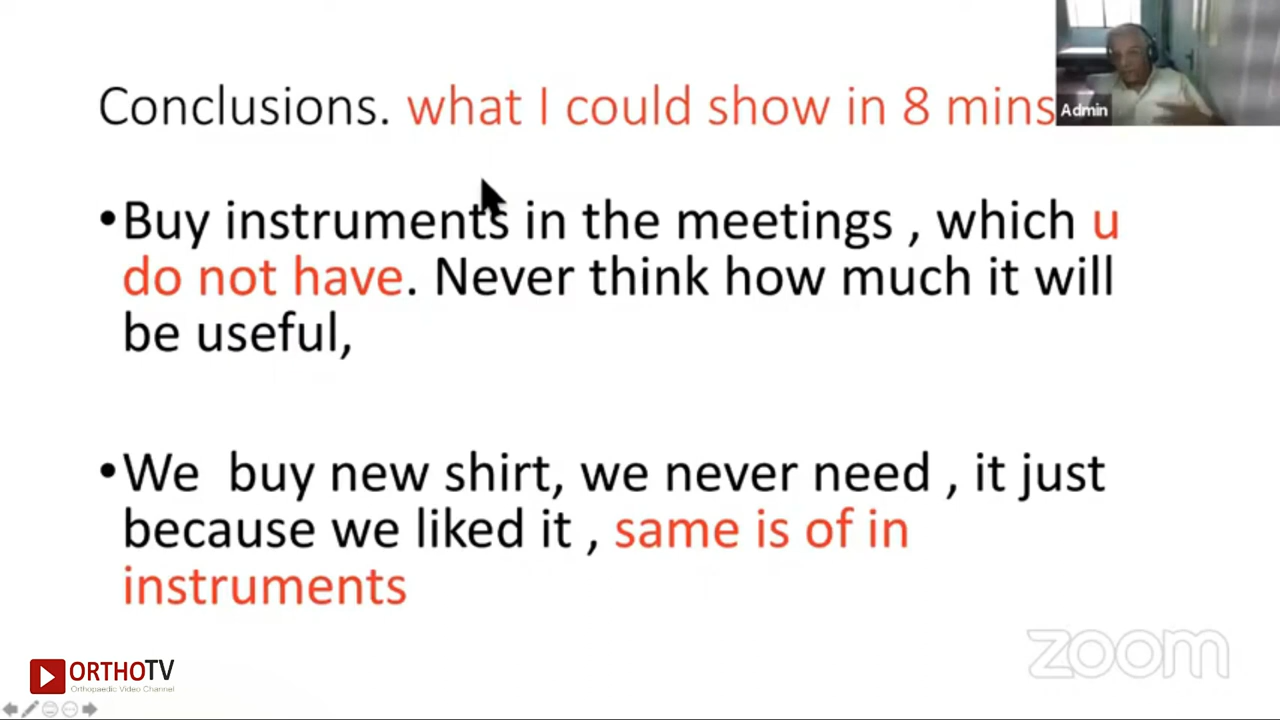 Conclusions. what I could show in 8 mins
Admin
•Buy instruments in the meetings , which u
do not have. Never think how much it will
be useful,
•We buy new shirt, we never need , it just
because we liked it , same is of in
instruments
zoom
ORTHOTV
Orthopaedic Video Channel